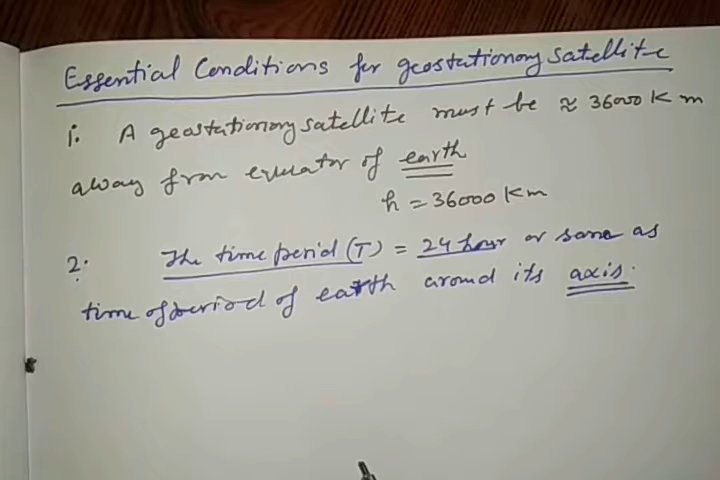 Essential Conditions for geostationary satellite
1. A geostationary satellite must be ≈ 36000 Km
away from equator of earth
h = 36000 Km
2. The time period (T) = 24 hour or same as
time of period of earth around its axis.